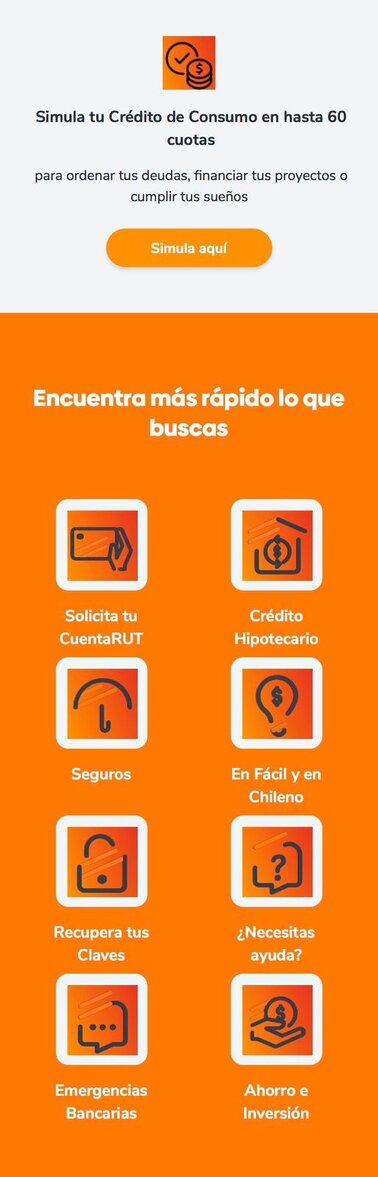 Simula tu Crédito de Consumo en hasta 60
cuotas
para ordenar tus deudas, financiar tus proyectos o
cumplir tus sueños
Simula aquí
Encuentra más rápido lo que
buscas
Solicita tu
CuentaRUT
Crédito
Hipotecario
Seguros
En Fácil y en
Chileno
Recupera tus
Claves
¿Necesitas
ayuda?
Emergencias
Bancarias
Ahorro e
Inversión